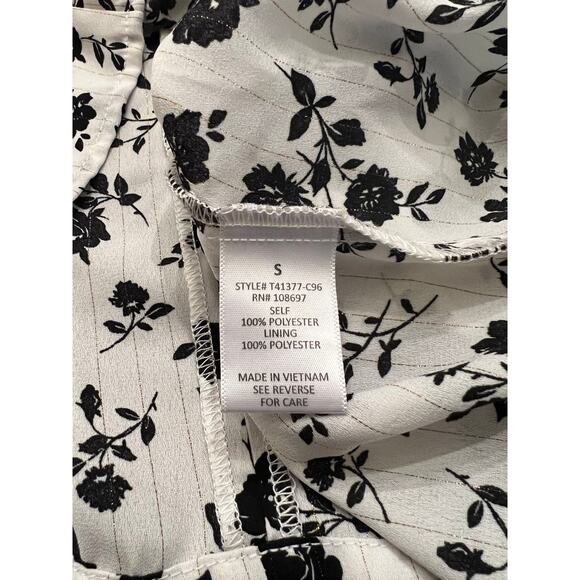 S
STYLE# T41377-C96
RN# 108697
SELF
100% POLYESTER
LINING
100% POLYESTER
MADE IN VIETNAM
SEE REVERSE
FOR CARE